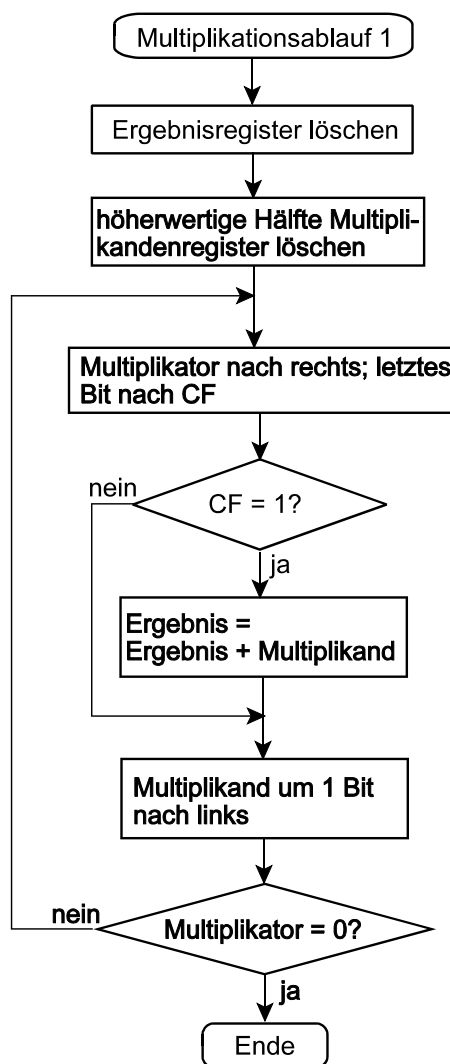 Multiplikationsablauf 1
Ergebnisregister löschen
höherwertige Hälfte Multipli-
kandenregister löschen
Multiplikator nach rechts; letztes
Bit nach CF
nein
CF = 1?
ja
Ergebnis =
Ergebnis + Multiplikand
Multiplikand um 1 Bit
nach links
nein
Multiplikator = 0?
ja
Ende